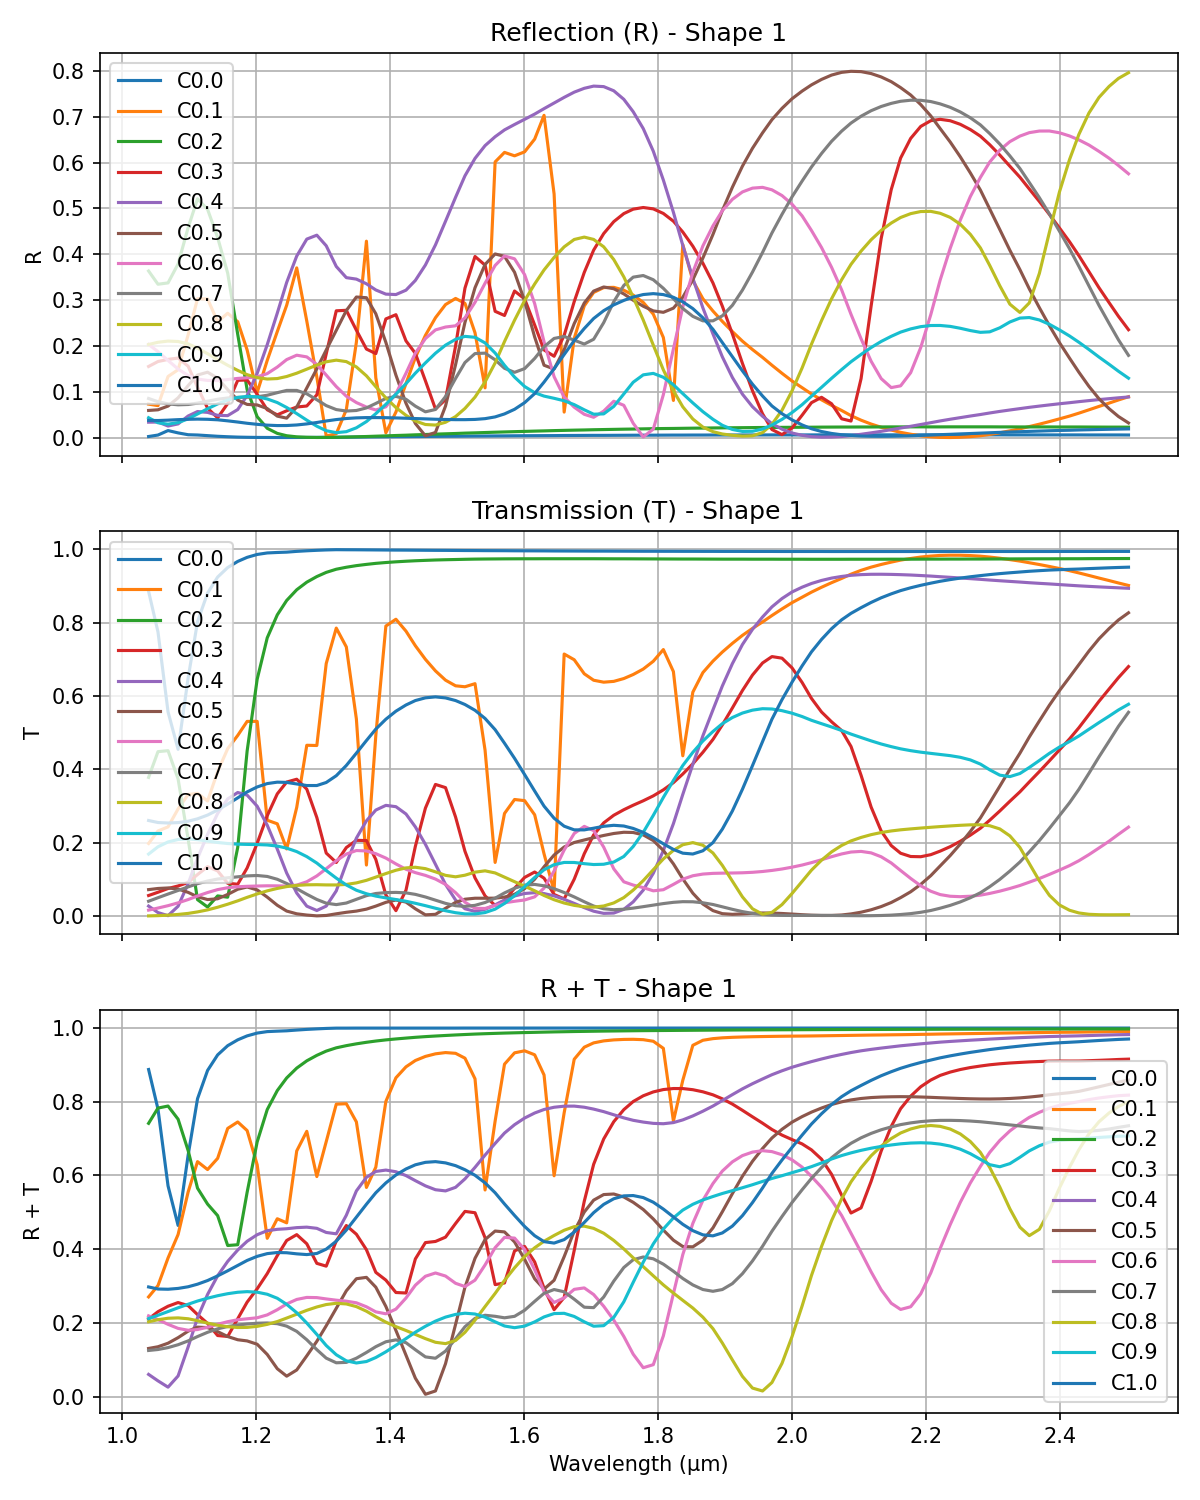 Reflection (R) - Shape 1
0.8
0.7
0.6
0.5
0.4
0.3
0.2
0.1
0.0
R
C0.0
C0.1
C0.2
C0.3
C0.4
C0.5
C0.6
C0.7
C0.8
C0.9
C1.0
Transmission (T) - Shape 1
1.0
0.8
0.6
0.4
0.2
0.0
T
C0.0
C0.1
C0.2
C0.3
C0.4
C0.5
C0.6
C0.7
C0.8
C0.9
C1.0
R + T - Shape 1
1.0
0.8
0.6
0.4
0.2
0.0
R + T
C0.0
C0.1
C0.2
C0.3
C0.4
C0.5
C0.6
C0.7
C0.8
C0.9
C1.0
1.0 1.2 1.4 1.6 1.8 2.0 2.2 2.4
Wavelength (μm)